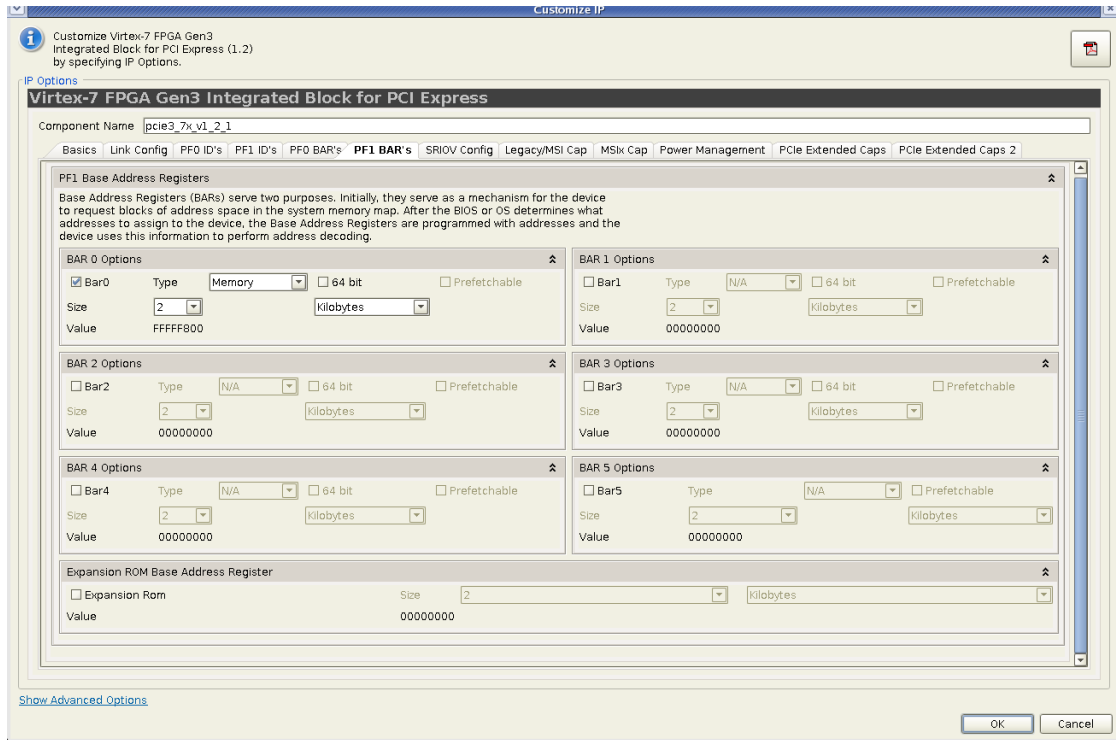 Customize IP
Customize Virtex-7 FPGA Gen3
Integrated Block for PCI Express (1.2)
by specifying IP Options.
IP Options
Virtex-7 FPGA Gen3 Integrated Block for PCI Express
Component Name pcie3_7x_v1_2_1
Basics Link Config PF0 ID's PF1 ID's PF0 BAR's PF1 BAR's SRIOV Config Legacy/MSI Cap MSIx Cap Power Management PCIe Extended Caps PCIe Extended Caps 2
PF1 Base Address Registers
Base Address Registers (BARs) serve two purposes. Initially, they serve as a mechanism for the device
to request blocks of address space in the system memory map. After the BIOS or OS determines what
addresses to assign to the device, the Base Address Registers are programmed with addresses and the
device uses this information to perform address decoding.
BAR 0 Options
Bar0 Type Memory 64 bit Prefetchable
Size 2 Kilobytes
Value FFFFF800
BAR 1 Options
Bar1 Type N/A 64 bit Prefetchable
Size 2 Kilobytes
Value 00000000
BAR 2 Options
Bar2 Type N/A 64 bit Prefetchable
Size 2 Kilobytes
Value 00000000
BAR 3 Options
Bar3 Type N/A 64 bit Prefetchable
Size 2 Kilobytes
Value 00000000
BAR 4 Options
Bar4 Type N/A 64 bit Prefetchable
Size 2 Kilobytes
Value 00000000
BAR 5 Options
Bar5 Type N/A Prefetchable
Size 2 Kilobytes
Value 00000000
Expansion ROM Base Address Register
Expansion Rom Size 2 Kilobytes
Value 00000000
Show Advanced Options
OK Cancel